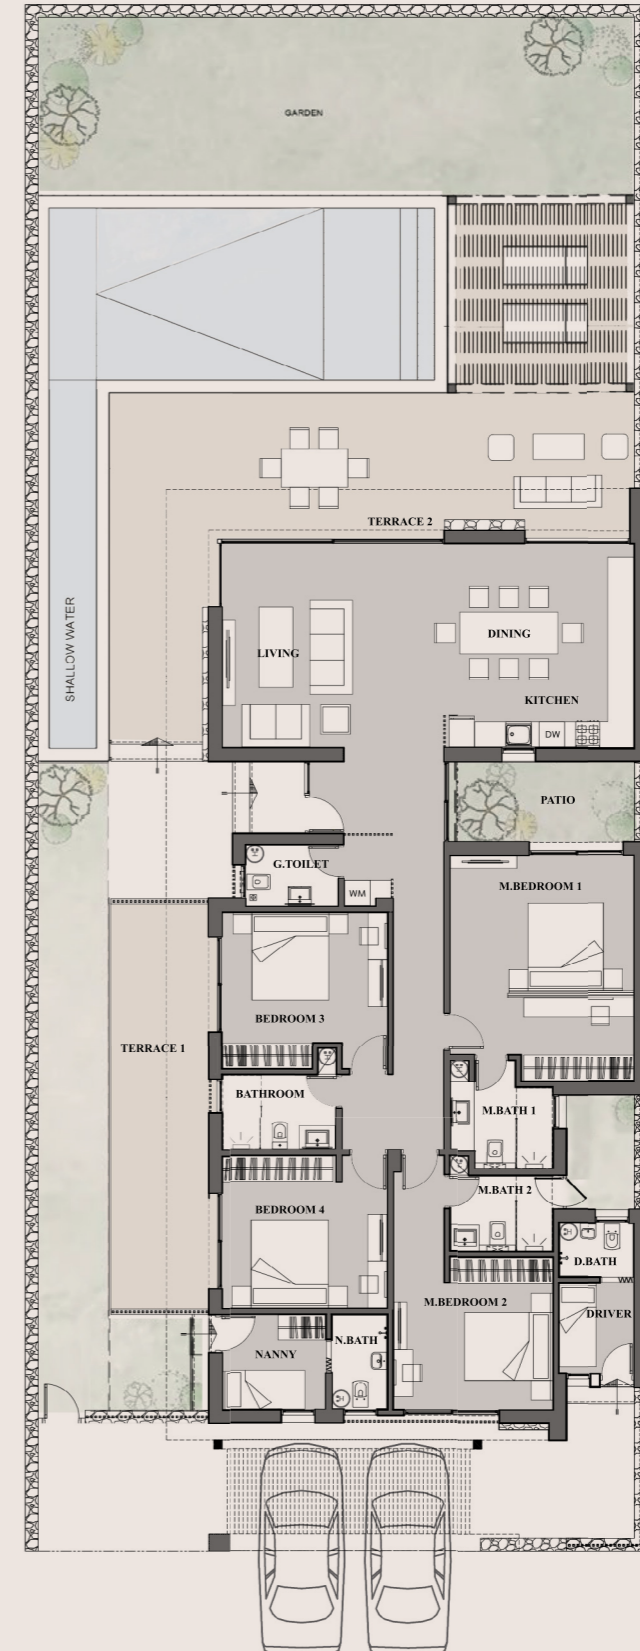 GARDEN
TERRACE 2
SHALLOW WATER
LIVING
DINING
KITCHEN
DW
PATIO
G.TOILET
WM
M.BEDROOM 1
BEDROOM 3
TERRACE 1
BATHROOM
M.BATH 1
M.BATH 2
BEDROOM 4
D.BATH
M.BEDROOM 2
DRIVER
N.BATH
NANNY